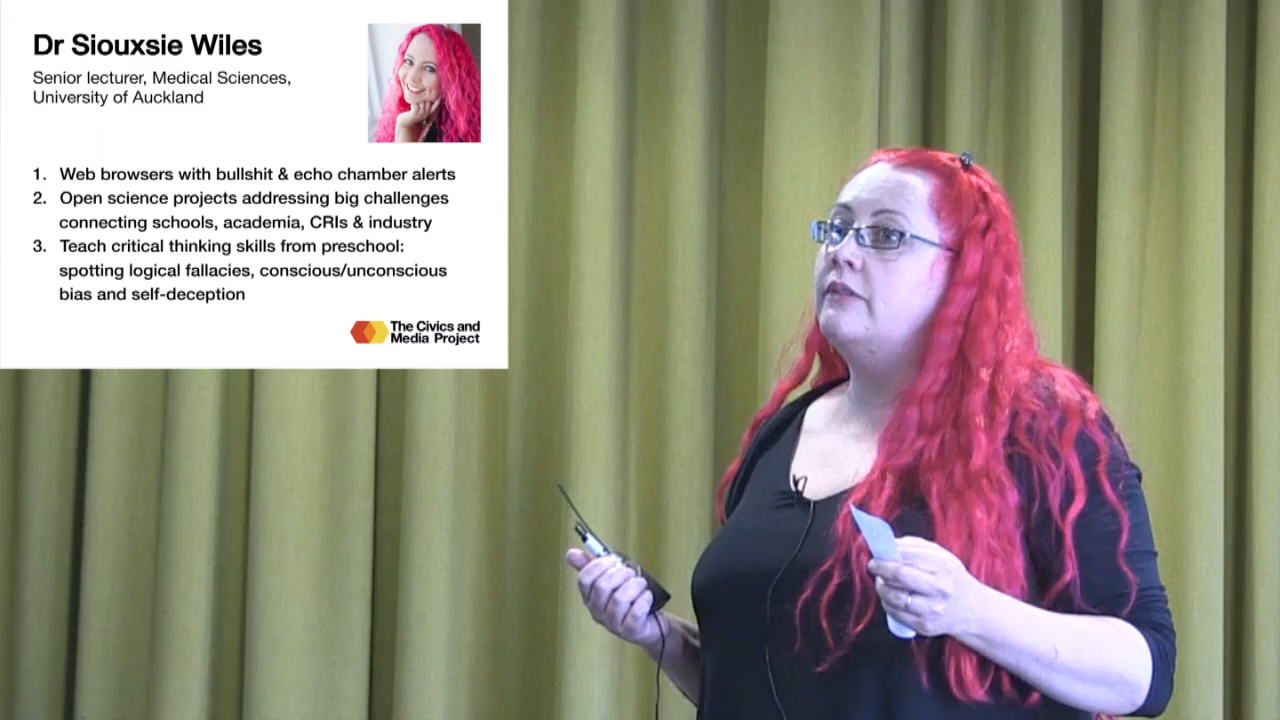 Dr Siouxsie Wiles
Senior lecturer, Medical Sciences,
University of Auckland
1. Web browsers with bullshit & echo chamber alerts
2. Open science projects addressing big challenges
connecting schools, academia, CRIs & industry
3. Teach critical thinking skills from preschool:
spotting logical fallacies, conscious/unconscious
bias and self-deception
The Civics and
Media Project